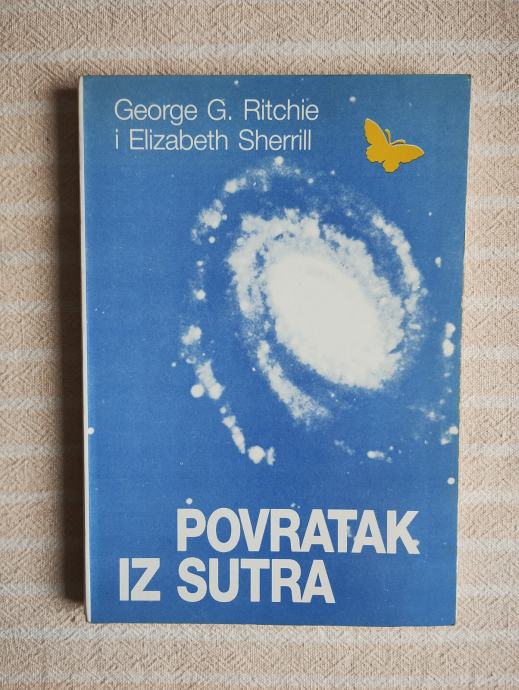 George G. Ritchie
i Elizabeth Sherrill
POVRATAK
IZ SUTRA